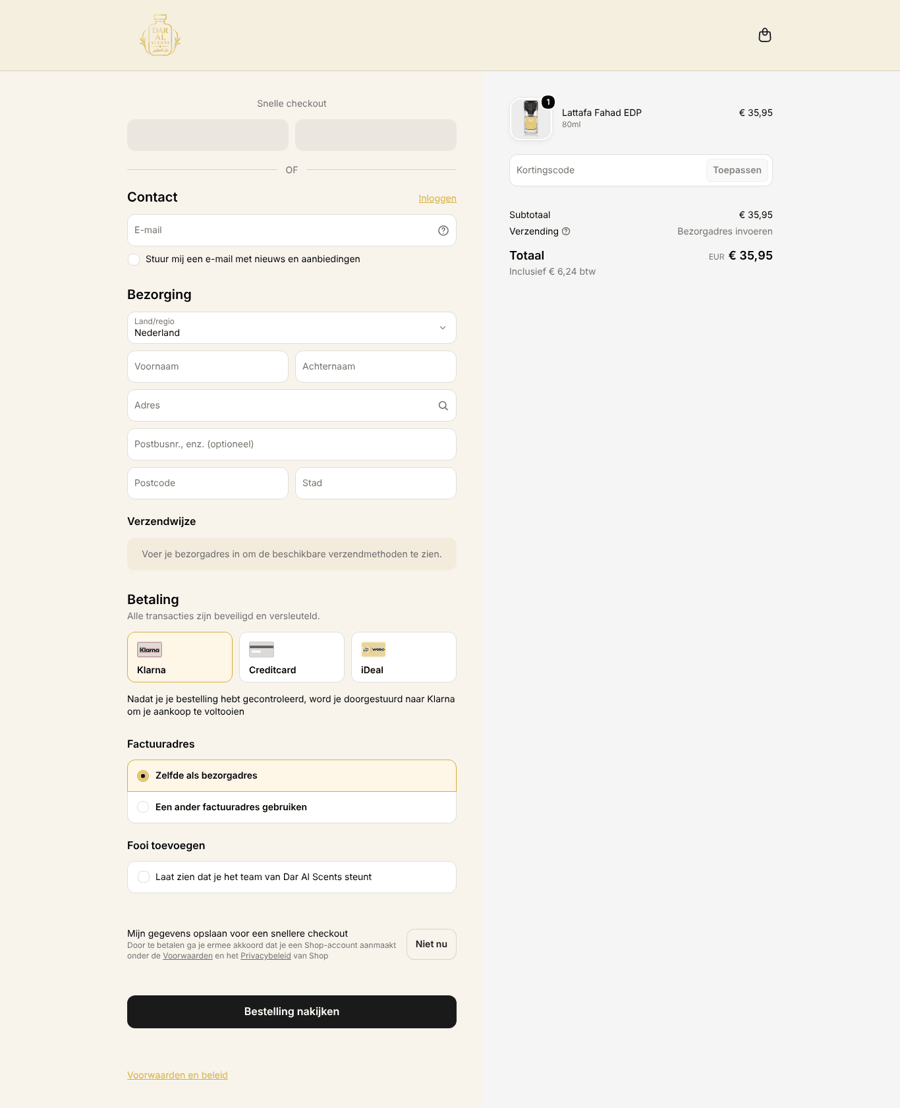 DAR
AL
SCENTS
Snelle checkout
OF
Contact
Inloggen
E-mail
Stuur mij een e-mail met nieuws en aanbiedingen
Bezorging
Land/regio
Nederland
Voornaam
Achternaam
Adres
Postbusnr., enz. (optioneel)
Postcode
Stad
Verzendwijze
Voer je bezorgadres in om de beschikbare verzendmethoden te zien.
Betaling
Alle transacties zijn beveiligd en versleuteld.
Klarna
Klarna
Creditcard
iDeal
Nadat je je bestelling hebt gecontroleerd, word je doorgestuurd naar Klarna
om je aankoop te voltooien
Factuuradres
Zelfde als bezorgadres
Een ander factuuradres gebruiken
Fooi toevoegen
Laat zien dat je het team van Dar Al Scents steunt
Mijn gegevens opslaan voor een snellere checkout
Door te betalen ga je ermee akkoord dat je een Shop-account aanmaakt
onder de Voorwaarden en het Privacybeleid van Shop
Niet nu
Bestelling nakijken
Voorwaarden en beleid
1
Lattafa Fahad EDP
80ml
€ 35,95
Kortingscode
Toepassen
Subtotaal
€ 35,95
Verzending
Bezorgadres invoeren
Totaal
EUR € 35,95
Inclusief € 6,24 btw